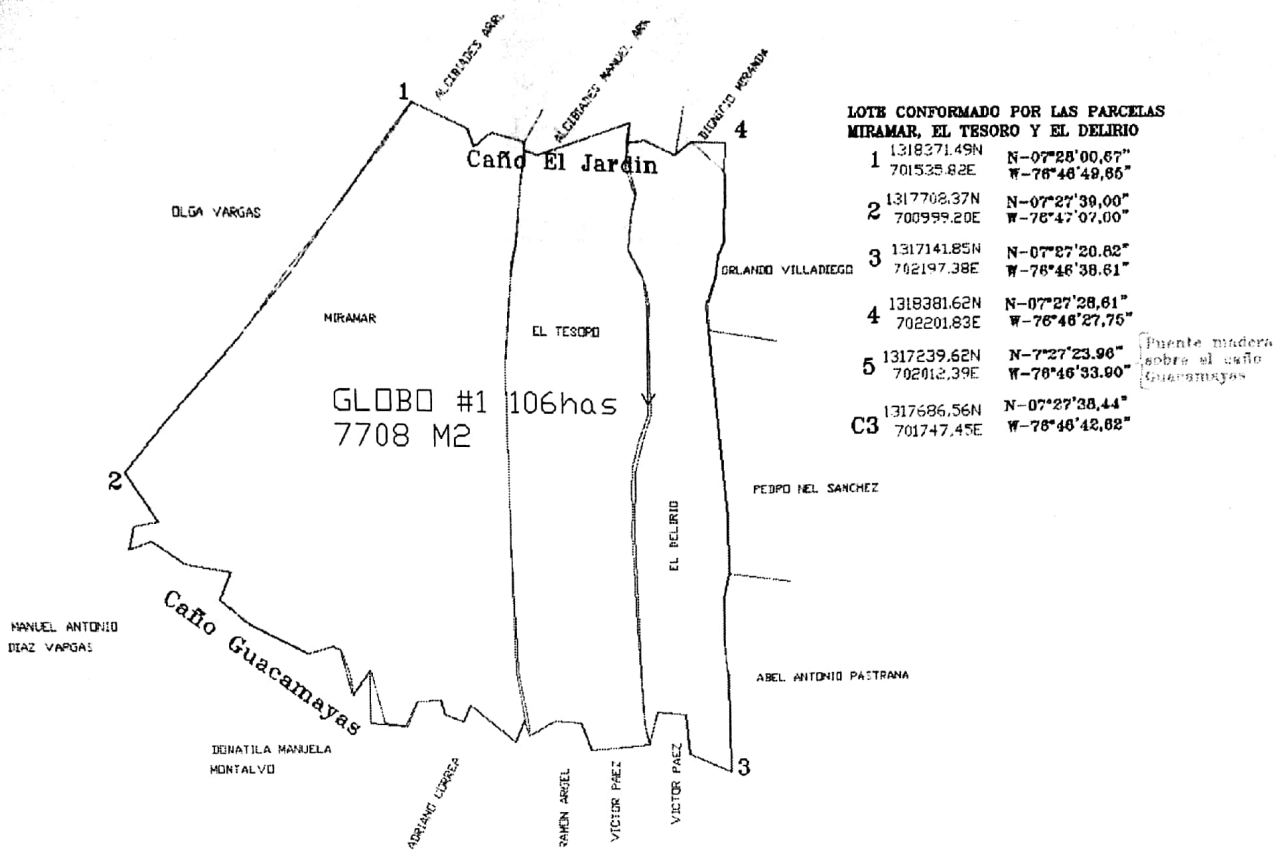 ALCIBIADES
ALCIBIADES MANUEL
DIONICIO MIRANDA
1
4
Caño El Jardin
LOTE CONFORMADO POR LAS PARCELAS
MIRAMAR, EL TESORO Y EL DELIRIO
1 1318371.49N N-07°28'00,67"
701535.82E W-76°46'49,65"
2 1317708.37N N-07°27'39,00"
700999.20E W-76°47'07,00"
3 1317141.85N N-07°27'20.82"
702197.38E W-76°46'38.61"
4 1318381.62N N-07°27'28,61"
702201.83E W-76°46'27,75"
5 1317239.62N N-7°27'23.96"
702012.39E W-76°46'33.90"
Puente madera
sobre el caño
Guacamayas
C3 1317686,56N N-07°27'38,44"
701747,45E W-76°46'42,62"
OLGA VARGAS
ORLANDO VILLADIEGO
MIRAMAR
EL TESORO
GLOBO #1 106has
7708 M2
2
PEDRO NEL SANCHEZ
EL DELIRIO
Caño Guacamayas
MANUEL ANTONIO
DIAZ VARGAS
ABEL ANTONIO PASTRANA
DONATILA MANUELA
MONTALVO
3
ADRIANO CORREA
RAMON ARGEL
VICTOR PAEZ
VICTOR PAEZ